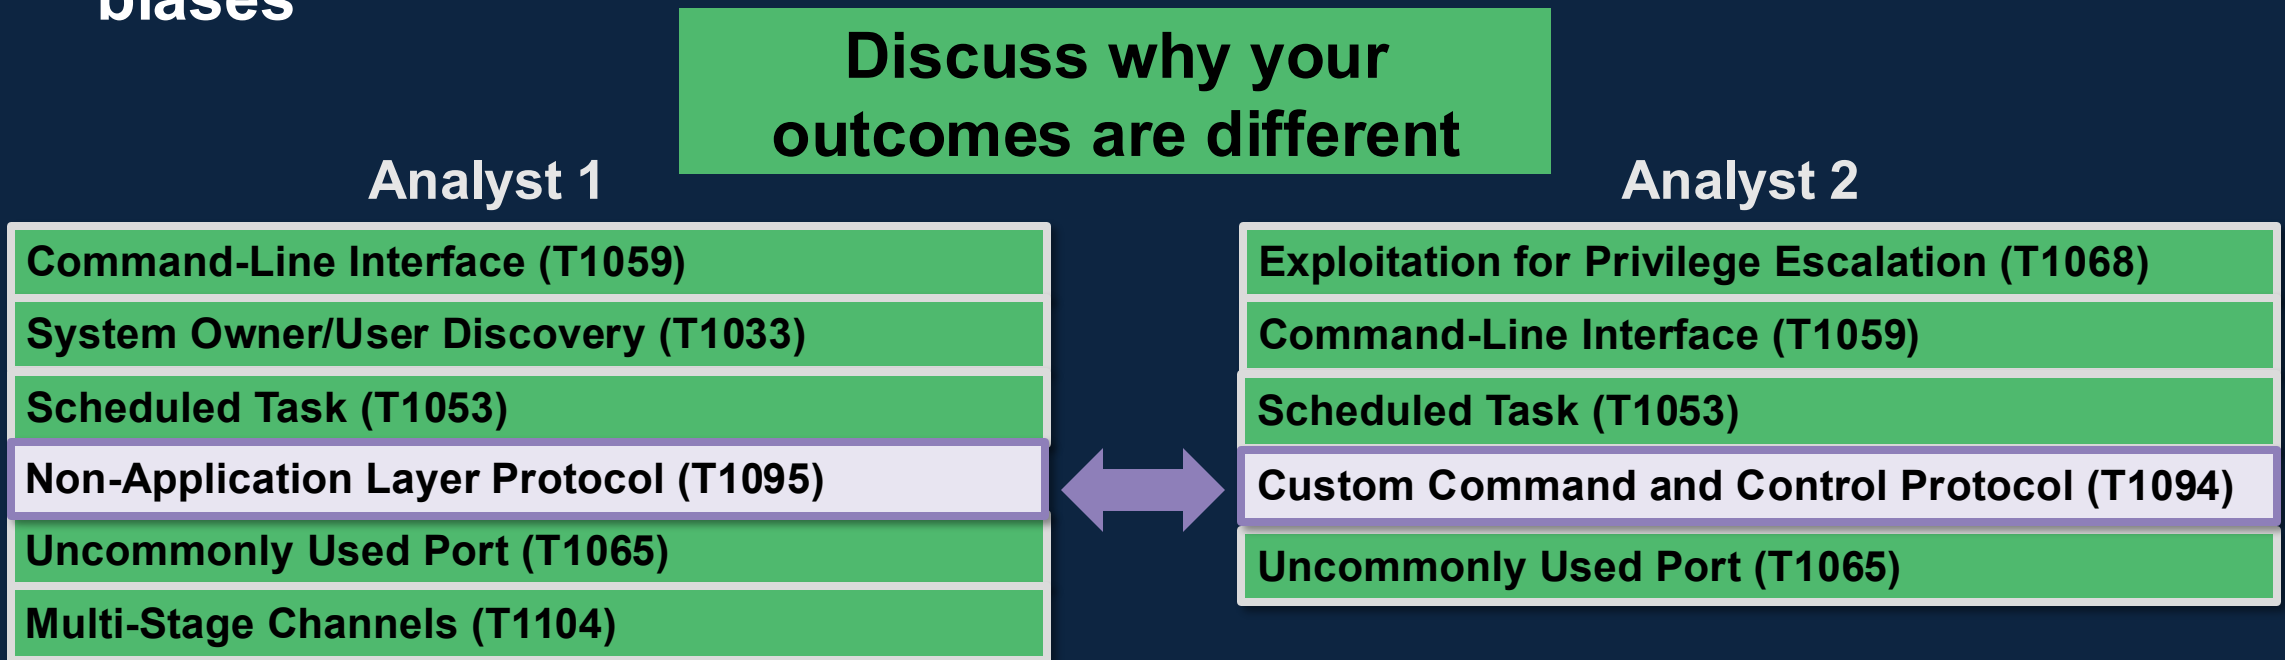 biases
Discuss why your
outcomes are different
Analyst 1
Command-Line Interface (T1059)
System Owner/User Discovery (T1033)
Scheduled Task (T1053)
Non-Application Layer Protocol (T1095)
Uncommonly Used Port (T1065)
Multi-Stage Channels (T1104)
Analyst 2
Exploitation for Privilege Escalation (T1068)
Command-Line Interface (T1059)
Scheduled Task (T1053)
Custom Command and Control Protocol (T1094)
Uncommonly Used Port (T1065)